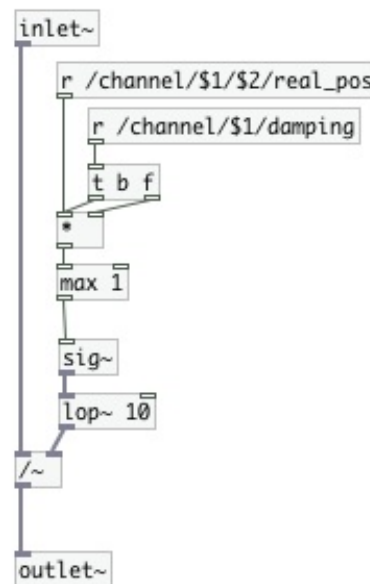 inlet~
r /channel/$1/$2/real_pos
r /channel/$1/damping
t b f
*
max 1
sig~
lop~ 10
/~
outlet~